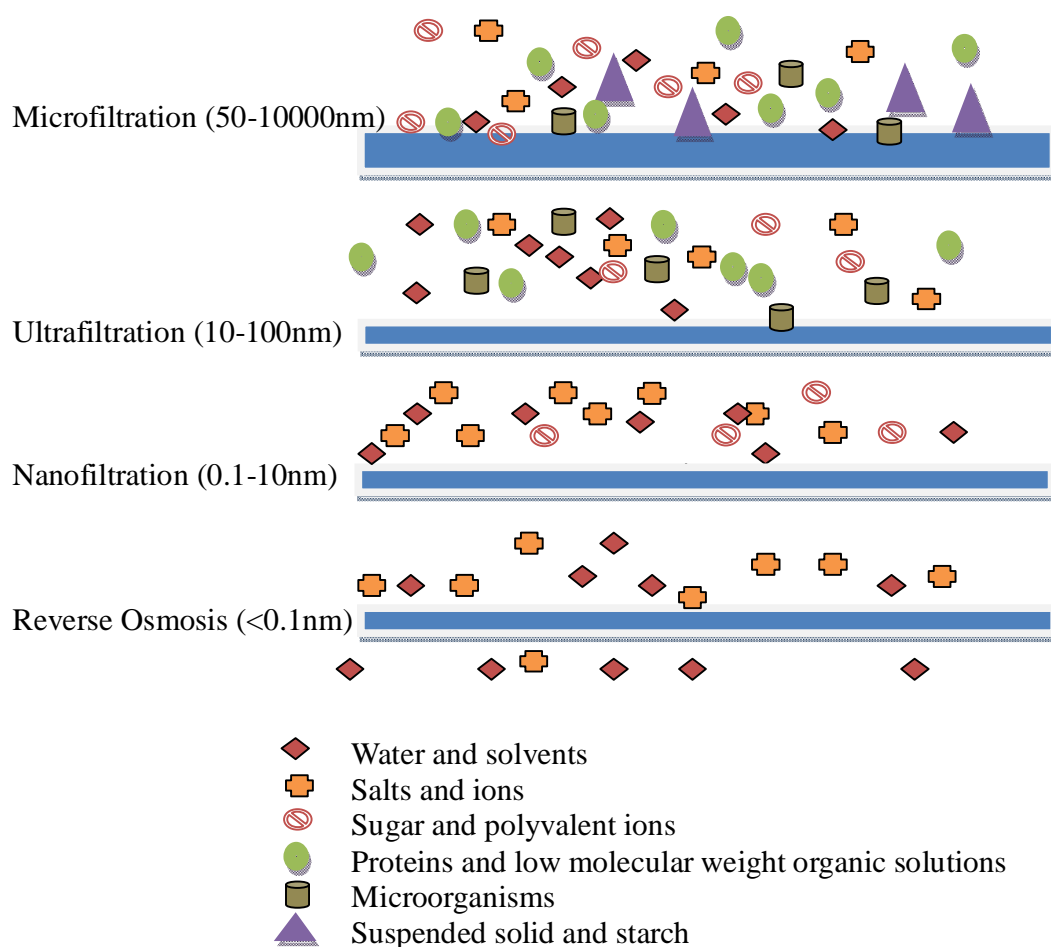 Microfiltration (50-10000nm)
Ultrafiltration (10-100nm)
Nanofiltration (0.1-10nm)
Reverse Osmosis (<0.1nm)
Water and solvents
Salts and ions
Sugar and polyvalent ions
Proteins and low molecular weight organic solutions
Microorganisms
Suspended solid and starch